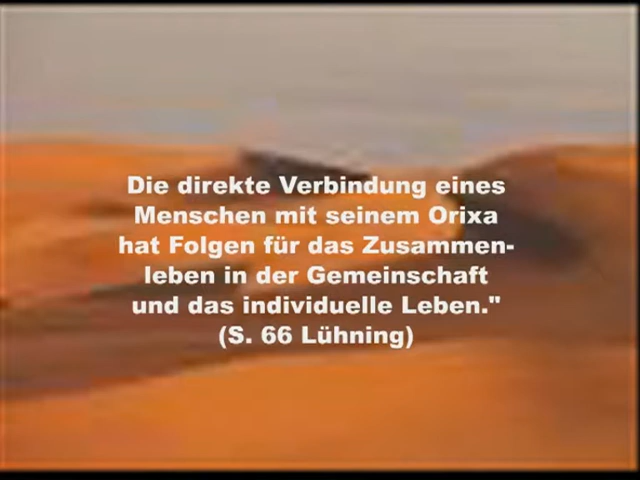 Die direkte Verbindung eines
Menschen mit seinem Orixa
hat Folgen für das Zusammen-
leben in der Gemeinschaft
und das individuelle Leben."
(S. 66 Lühning)